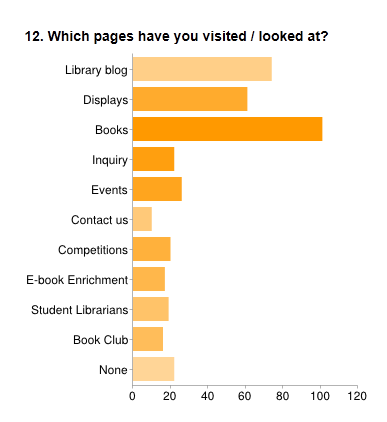 12. Which pages have you visited / looked at?
Library blog
Displays
Books
Inquiry
Events
Contact us
Competitions
E-book Enrichment
Student Librarians
Book Club
None
0 20 40 60 80 100 120